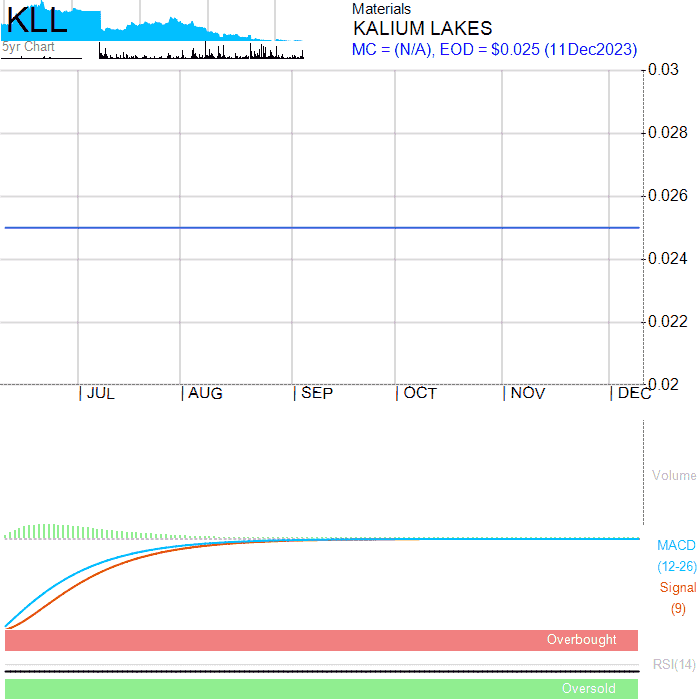 KLL
5yr Chart
Materials
KALIUM LAKES
MC = (N/A), EOD = $0.025 (11Dec2023)
0.03
0.028
0.026
0.024
0.022
0.02
| JUL | AUG | SEP | OCT | NOV | DEC
Volume
MACD
(12-26)
Signal
(9)
Overbought
RSI(14)
Oversold